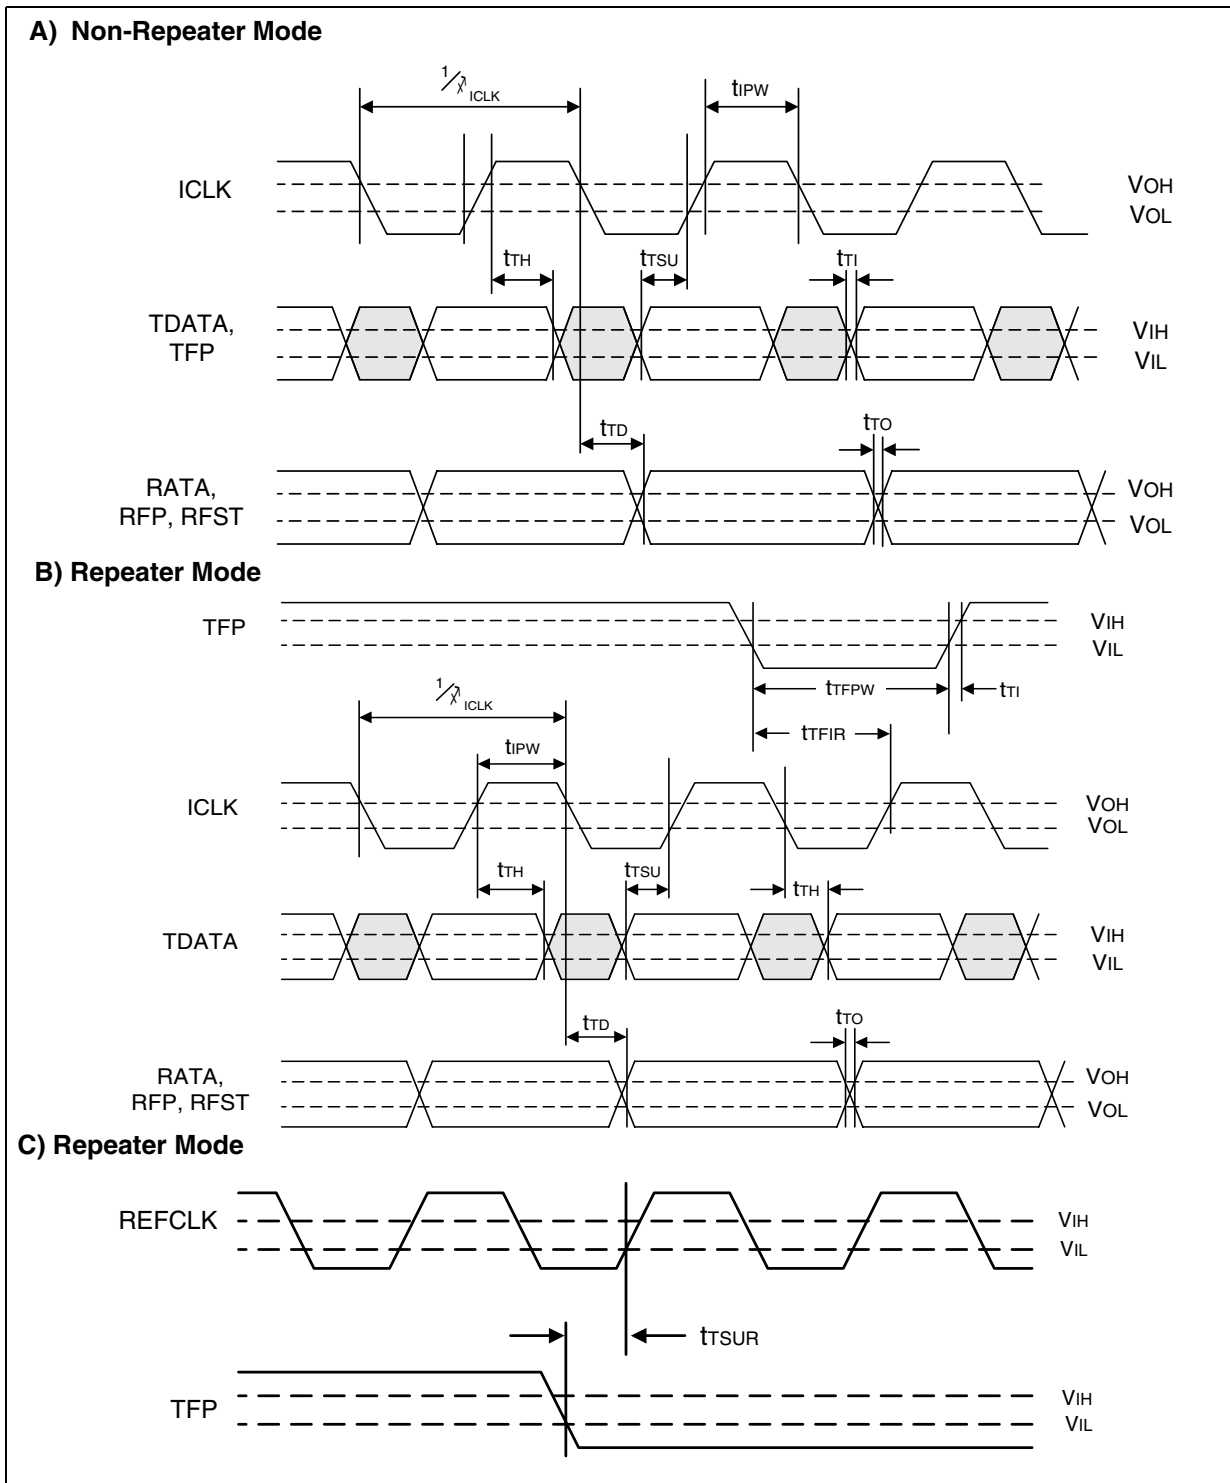 A) Non-Repeater Mode
1/ƒICLK
tIPW
ICLK
VOH
VOL
tTH
tTSU
tTI
TDATA,
TFP
VIH
VIL
tTD
tTO
RATA,
RFP, RFST
VOH
VOL
B) Repeater Mode
TFP
VIH
VIL
tTFPW
tTI
1/ƒICLK
tIPW
tTFIR
ICLK
VOH
VOL
tTH
tTSU
tTH
TDATA
VIH
VIL
tTD
tTO
RATA,
RFP, RFST
VOH
VOL
C) Repeater Mode
REFCLK
VIH
VIL
tTSUR
TFP
VIH
VIL